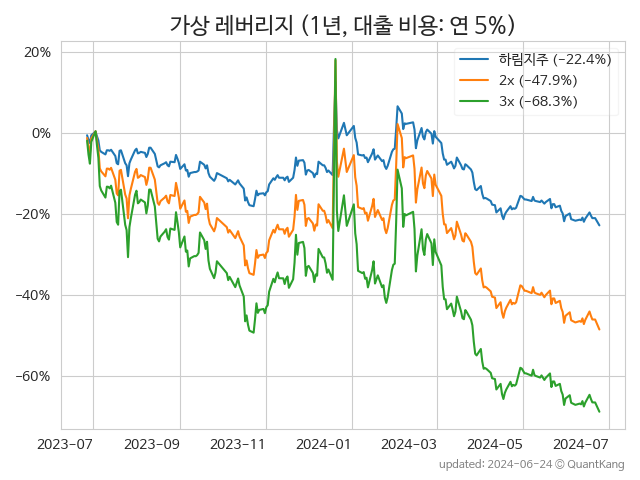 가상 레버리지 (1년, 대출 비용: 연 5%)
하림지주 (−22.4%)
2x (−47.9%)
3x (−68.3%)
20%
0%
−20%
−40%
−60%
2023-07 2023-09 2023-11 2024-01 2024-03 2024-05 2024-07
updated: 2024-06-24 © QuantKang